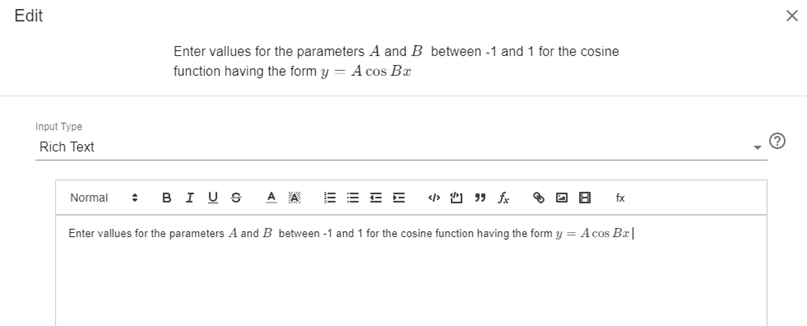 Edit
Enter vallues for the parameters A and B between -1 and 1 for the cosine
function having the form y = A cos Bx
Input Type
Rich Text
Normal B I U S A A fx fx
Enter vallues for the parameters A and B between -1 and 1 for the cosine function having the form y = A cos Bx